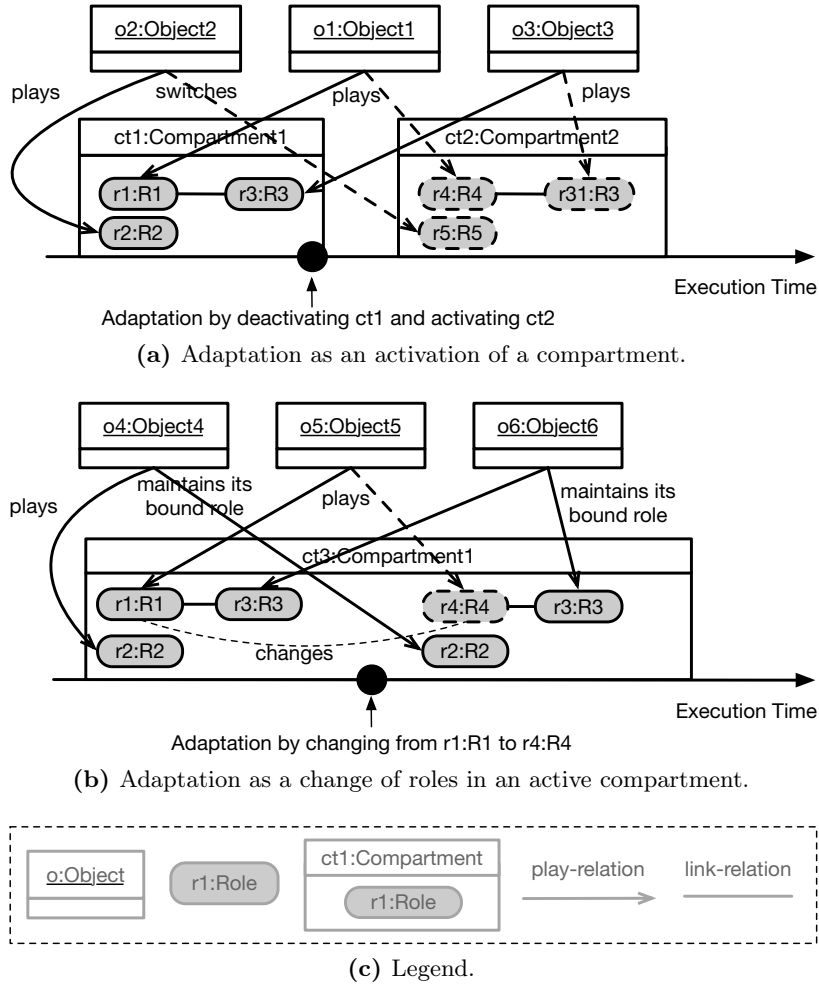 o2:Object2
o1:Object1
o3:Object3
plays
switches
plays
plays
ct1:Compartment1
ct2:Compartment2
r1:R1
r3:R3
r4:R4
r31:R3
r2:R2
r5:R5
Execution Time
Adaptation by deactivating ct1 and activating ct2
(a) Adaptation as an activation of a compartment.
o4:Object4
o5:Object5
o6:Object6
plays
maintains its
bound role
plays
maintains its
bound role
ct3:Compartment1
r1:R1
r3:R3
r4:R4
r3:R3
r2:R2
changes
r2:R2
Execution Time
Adaptation by changing from r1:R1 to r4:R4
(b) Adaptation as a change of roles in an active compartment.
o:Object
r1:Role
ct1:Compartment
r1:Role
play-relation
link-relation
(c) Legend.